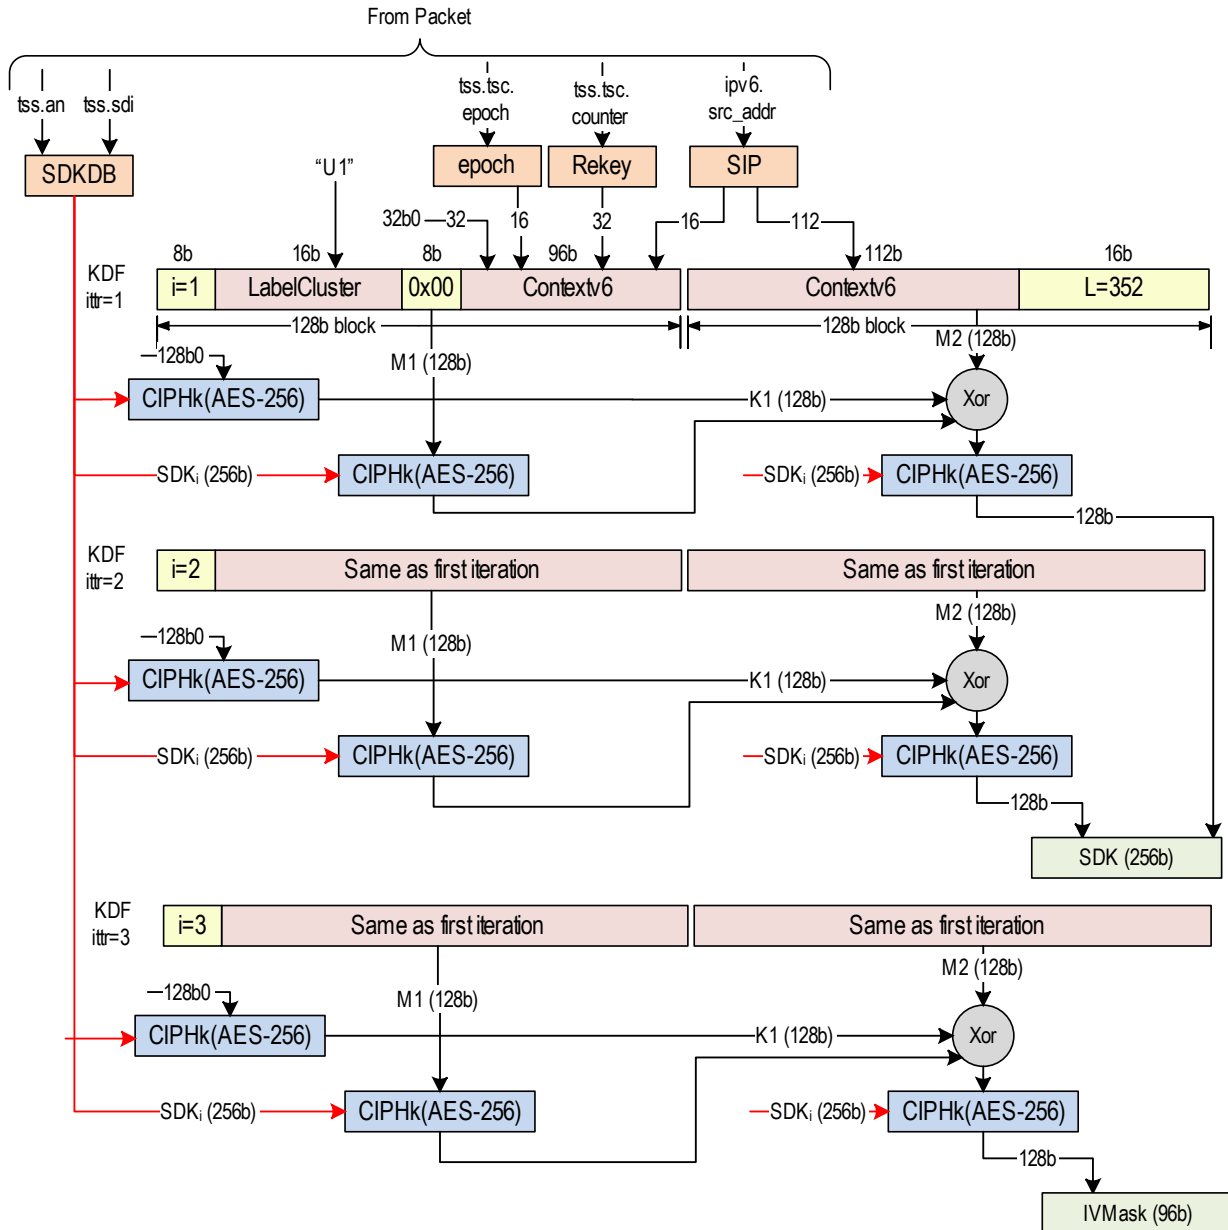 From Packet
tss.an
tss.sdi
tss.tsc.
epoch
tss.tsc.
counter
ipv6.
src_addr
SDKDB
"U1"
epoch
Rekey
SIP
32b0
32
16
32
16
112
8b
16b
8b
96b
112b
16b
KDF
ittr=1
i=1
LabelCluster
0x00
Contextv6
Contextv6
L=352
128b block
128b block
128b0
M1 (128b)
M2 (128b)
CIPHk(AES-256)
K1 (128b)
Xor
SDKi (256b)
CIPHk(AES-256)
SDKi (256b)
CIPHk(AES-256)
128b
KDF
ittr=2
i=2
Same as first iteration
Same as first iteration
128b0
M1 (128b)
M2 (128b)
CIPHk(AES-256)
K1 (128b)
Xor
SDKi (256b)
CIPHk(AES-256)
SDKi (256b)
CIPHk(AES-256)
128b
SDK (256b)
KDF
ittr=3
i=3
Same as first iteration
Same as first iteration
128b0
M1 (128b)
M2 (128b)
CIPHk(AES-256)
K1 (128b)
Xor
SDKi (256b)
CIPHk(AES-256)
SDKi (256b)
CIPHk(AES-256)
128b
IVMask (96b)